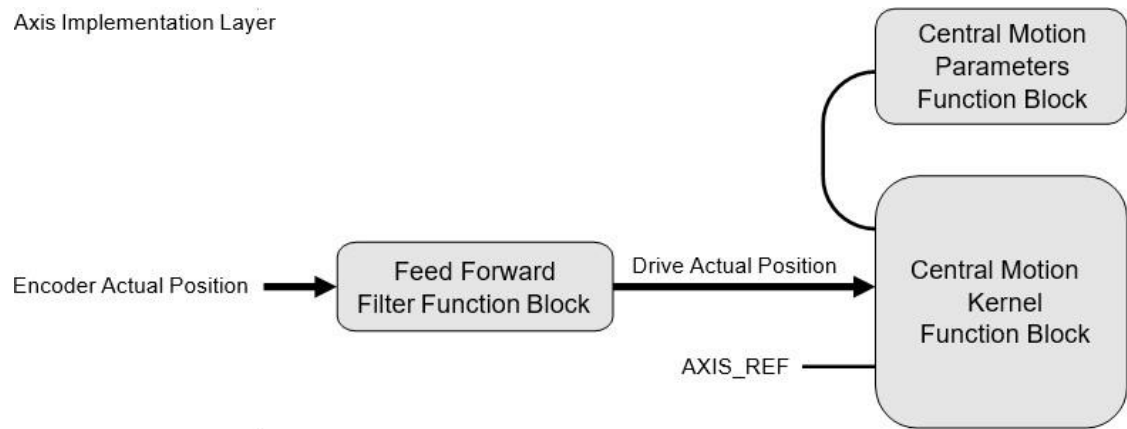 Axis Implementation Layer
Central Motion
Parameters
Function Block
Encoder Actual Position
Feed Forward
Filter Function Block
Drive Actual Position
Central Motion
Kernel
Function Block
AXIS_REF